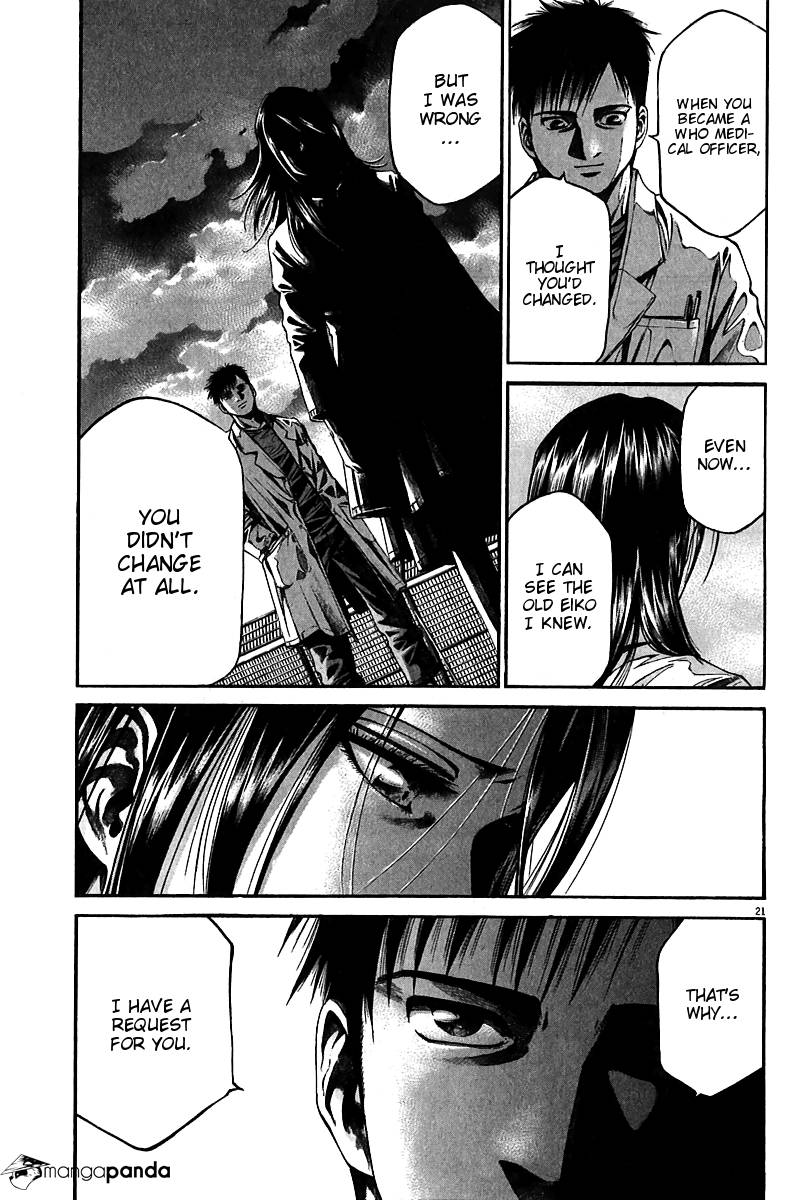 WHEN YOU
BECAME A
WHO MEDI-
CAL OFFICER,
I
THOUGHT
YOU'D
CHANGED.
BUT
I WAS
WRONG
...
YOU
DIDN'T
CHANGE
AT ALL.
EVEN
NOW...
I CAN
SEE THE
OLD EIKO
I KNEW.
21
THAT'S
WHY...
I HAVE A
REQUEST
FOR YOU.
mangapanda